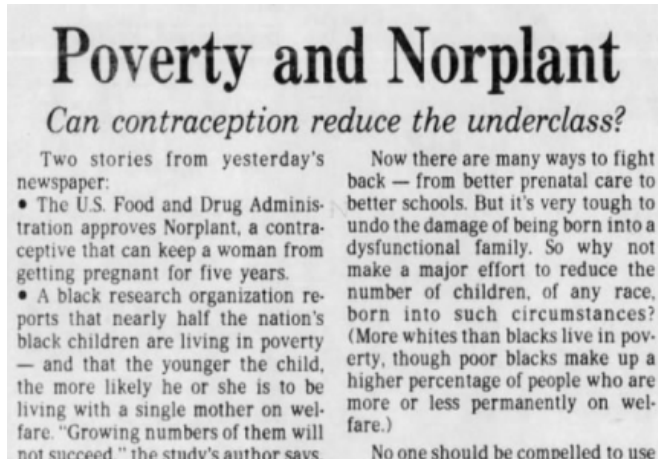 Poverty and Norplant
Can contraception reduce the underclass?
Two stories from yesterday's
newspaper:
• The U.S. Food and Drug Adminis-
tration approves Norplant, a contra-
ceptive that can keep a woman from
getting pregnant for five years.
• A black research organization re-
ports that nearly half the nation's
black children are living in poverty
— and that the younger the child,
the more likely he or she is to be
living with a single mother on wel-
fare. "Growing numbers of them will
not succeed," the study's author says.
Now there are many ways to fight
back — from better prenatal care to
better schools. But it's very tough to
undo the damage of being born into a
dysfunctional family. So why not
make a major effort to reduce the
number of children, of any race,
born into such circumstances?
(More whites than blacks live in pov-
erty, though poor blacks make up a
higher percentage of people who are
more or less permanently on wel-
fare.)
No one should be compelled to use